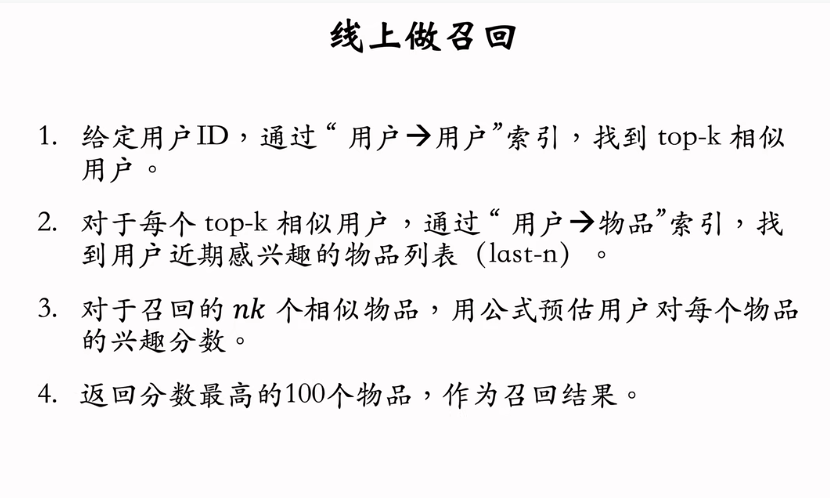 线上做召回
1. 给定用户ID，通过“ 用户→用户”索引，找到 top-k 相似
用户。
2. 对于每个 top-k 相似用户，通过“ 用户→物品”索引，找
到用户近期感兴趣的物品列表（last-n）。
3. 对于召回的 nk 个相似物品，用公式预估用户对每个物品
的兴趣分数。
4. 返回分数最高的100个物品，作为召回结果。